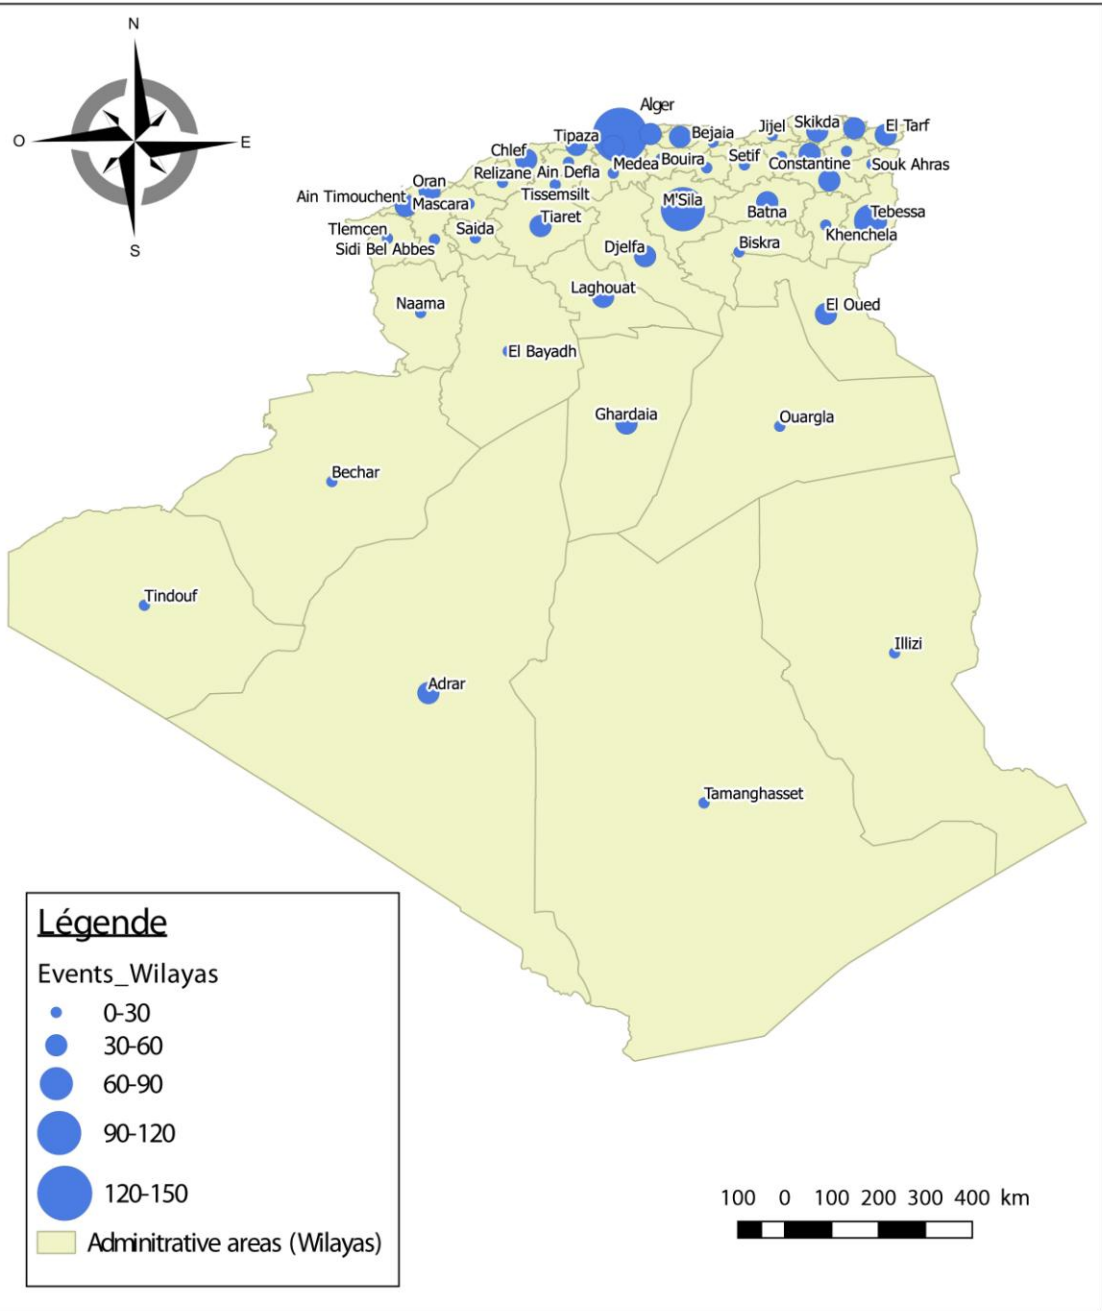 N
O
E
S
Alger
Tipaza
Bejaia
Jijel
Skikda
El Tarf
Chlef
Relizane
Ain Defla
Medea
Bouira
Setif
Constantine
Souk Ahras
Oran
Ain Timouchent
Mascara
Tissemsilt
M'Sila
Batna
Tebessa
Khenchela
Tlemcen
Sidi Bel Abbes
Saida
Tiaret
Djelfa
Biskra
Naama
Laghouat
El Oued
El Bayadh
Ghardaia
Ouargla
Bechar
Tindouf
Illizi
Adrar
Tamanghasset
Légende
Events_Wilayas
0-30
30-60
60-90
90-120
120-150
Adminitrative areas (Wilayas)
100 0 100 200 300 400 km